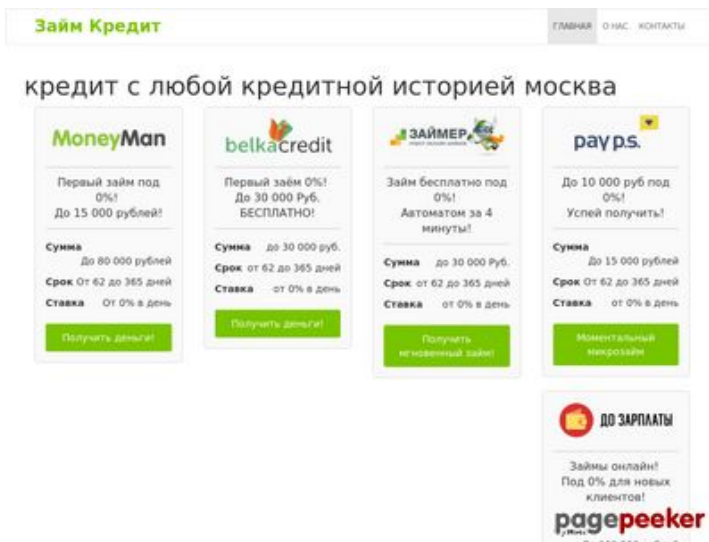 Займ Кредит
ГЛАВНАЯ О НАС КОНТАКТЫ
кредит с любой кредитной историей москва
MoneyMan
Первый займ под
0%!
До 15 000 рублей!
Сумма
До 80 000 рублей
Срок От 62 до 365 дней
Ставка От 0% в день
Получить деньги!
belkacredit
Первый заём 0%!
До 30 000 Руб.
БЕСПЛАТНО!
Сумма до 30 000 руб.
Срок от 62 до 365 дней
Ставка от 0% в день
Получить деньги!
ЗАЙМЕР
Займ бесплатно под
0%!
Автоматом за 4
минуты!
Сумма до 30 000 Руб.
Срок от 62 до 365 дней
Ставка от 0% в день
Получить
мгновенный займ!
pay p.s.
До 10 000 руб под
0%!
Успей получить!
Сумма
До 15 000 рублей
Срок От 62 до 365 дней
Ставка от 0% в день
Моментальный
микрозайм
ДО ЗАРПЛАТЫ
Займы онлайн!
Под 0% для новых
клиентов!
pagepeeker